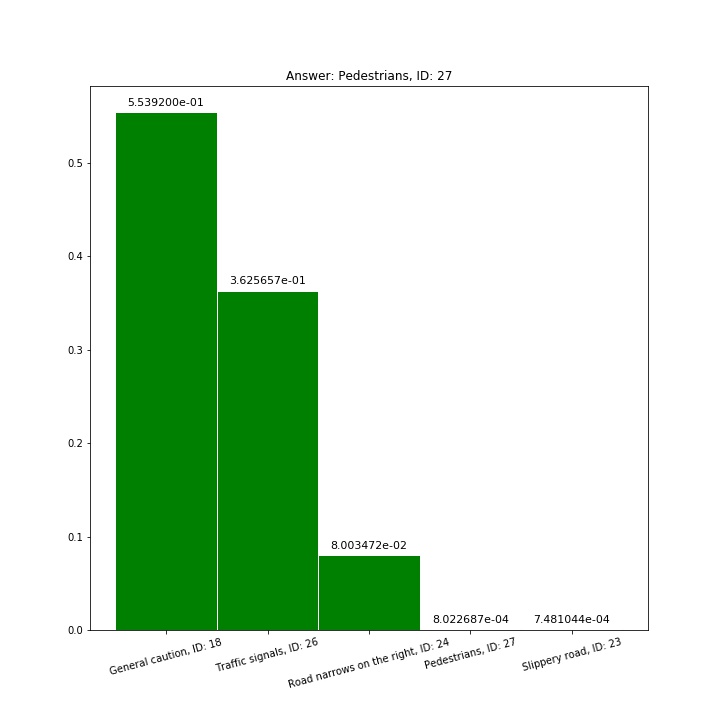 Answer: Pedestrians, ID: 27
5.539200e-01
0.5
0.4
3.625657e-01
0.3
0.2
0.1
8.003472e-02
8.022687e-04
7.481044e-04
0.0
General caution, ID: 18
Traffic signals, ID: 26
Road narrows on the right, ID: 24
Pedestrians, ID: 27
Slippery road, ID: 23